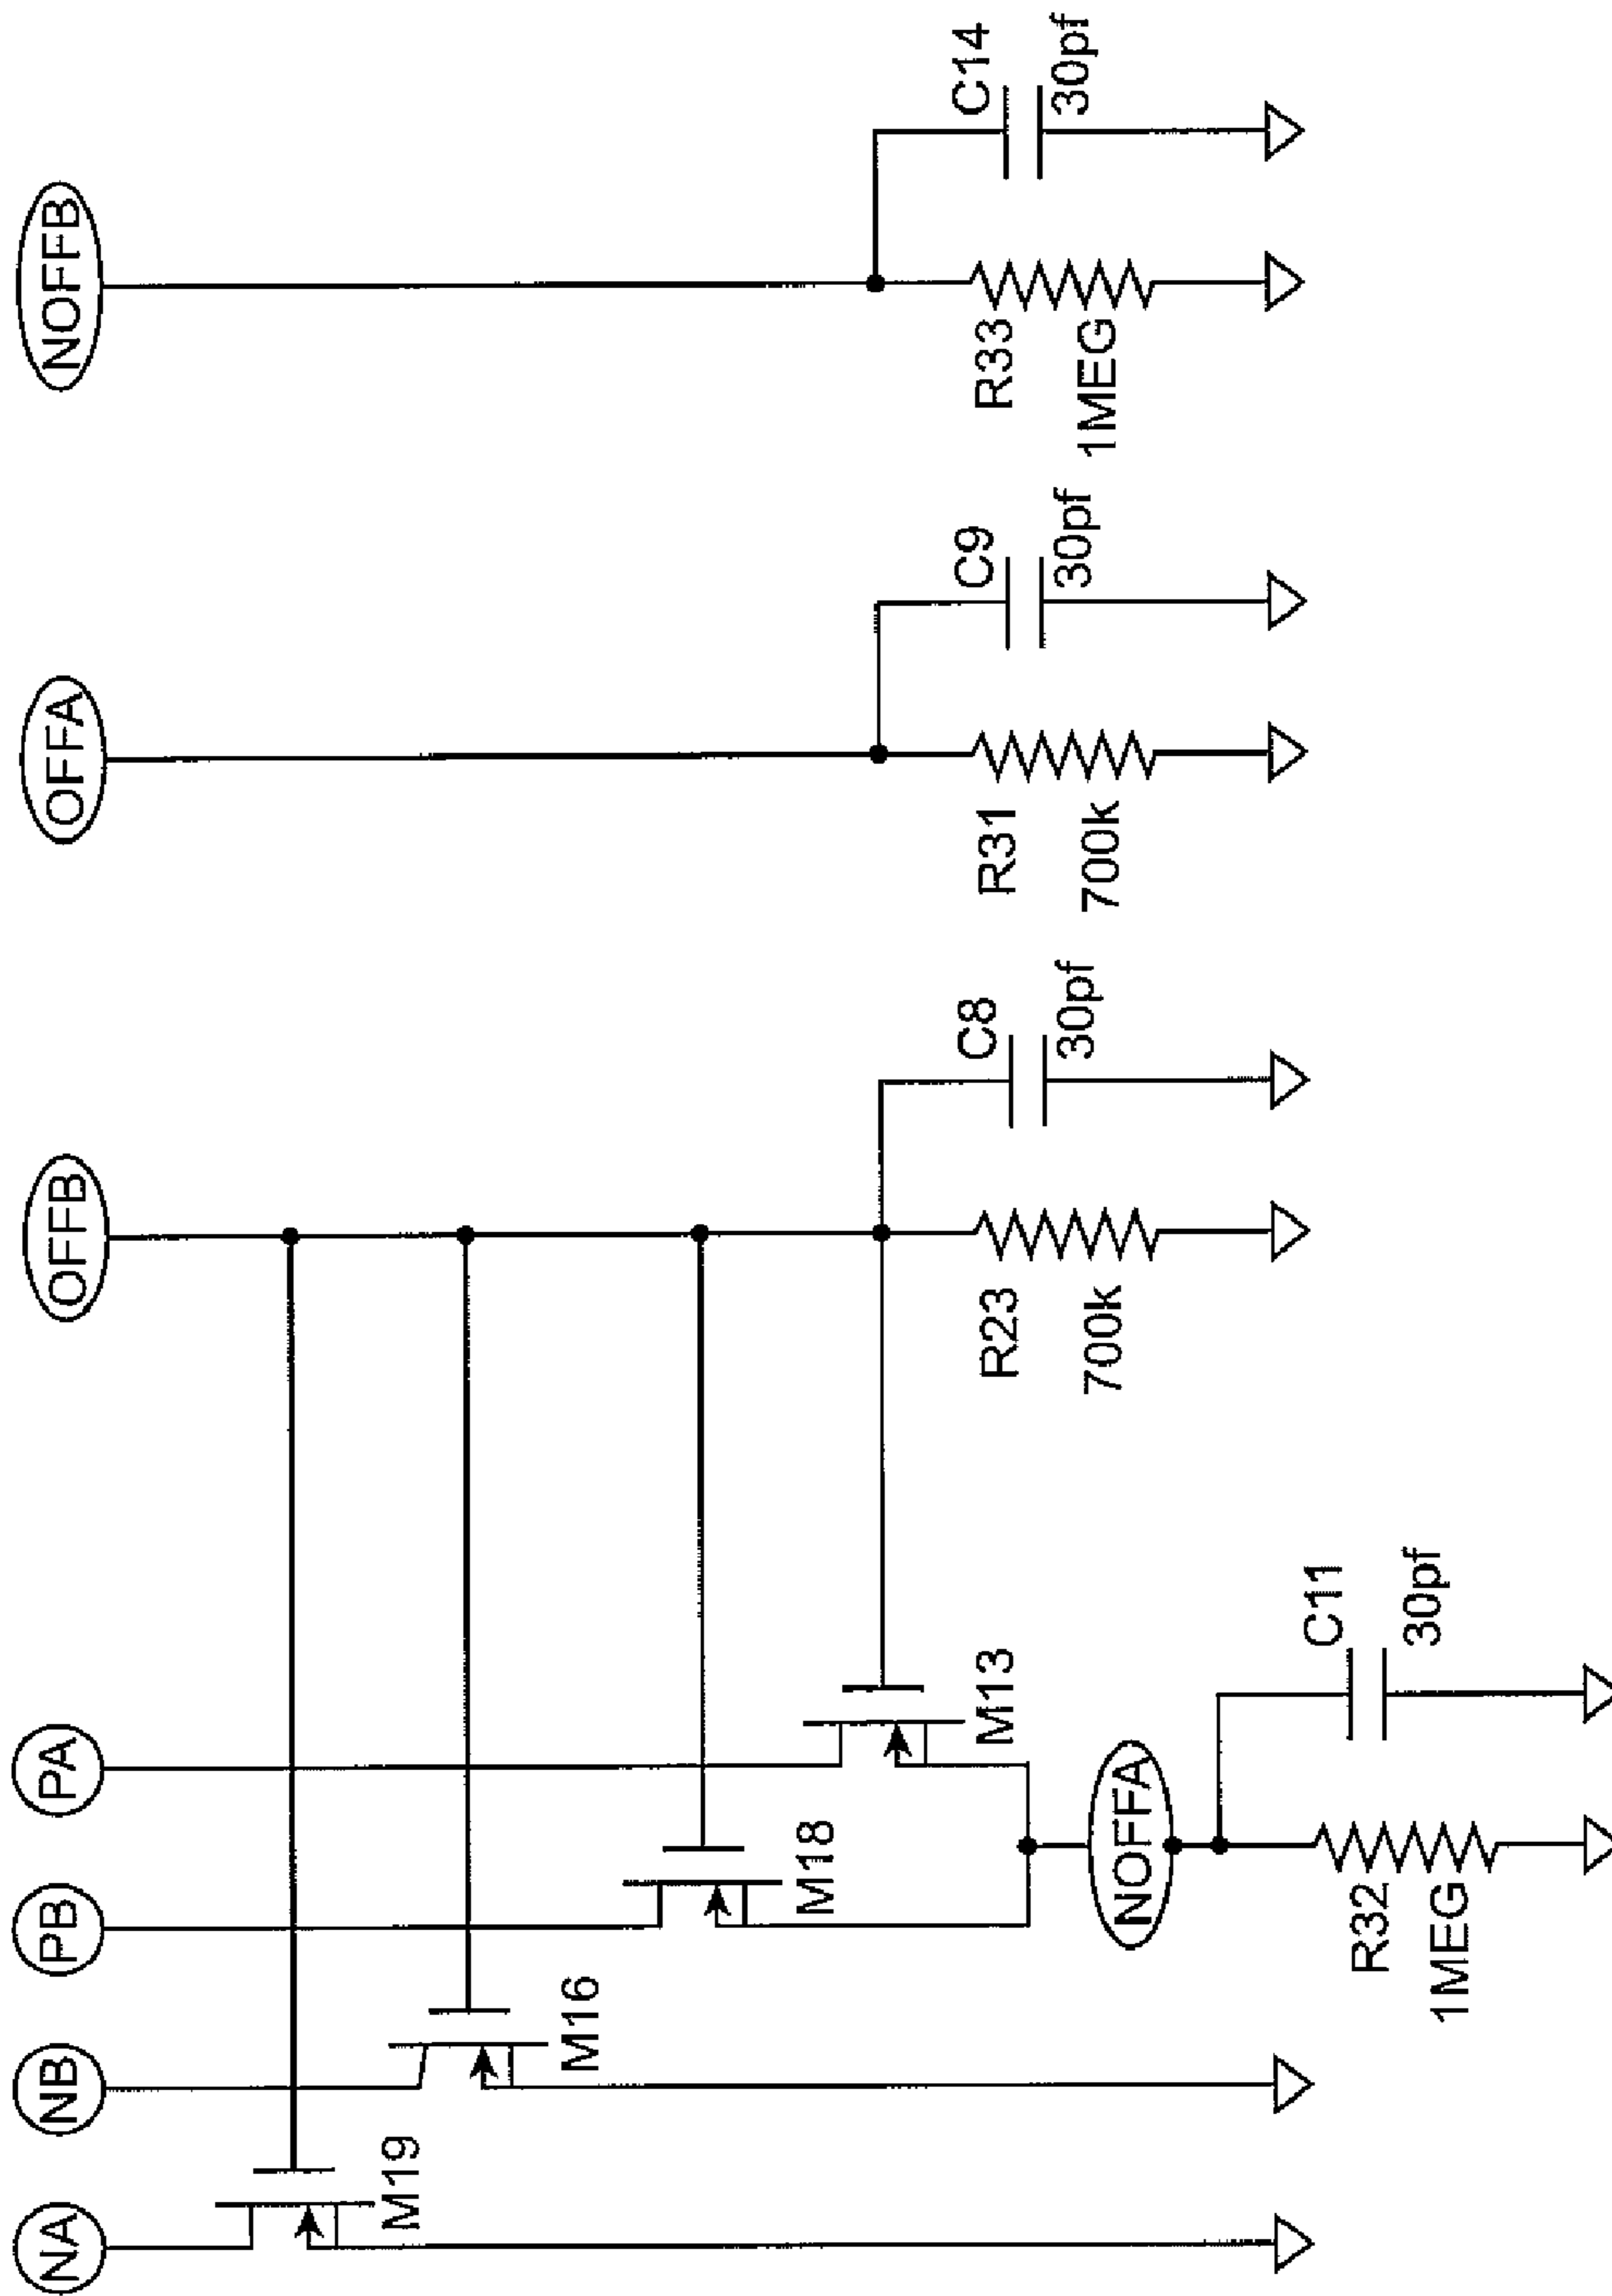 NA
NB
PB
PA
OFFB
OFFA
NOFFB
M19
M16
M18
M13
NOFFA
R32
1MEG
C11
30pf
R23
700k
C8
30pf
R31
700k
C9
30pf
R33
1MEG
C14
30pf